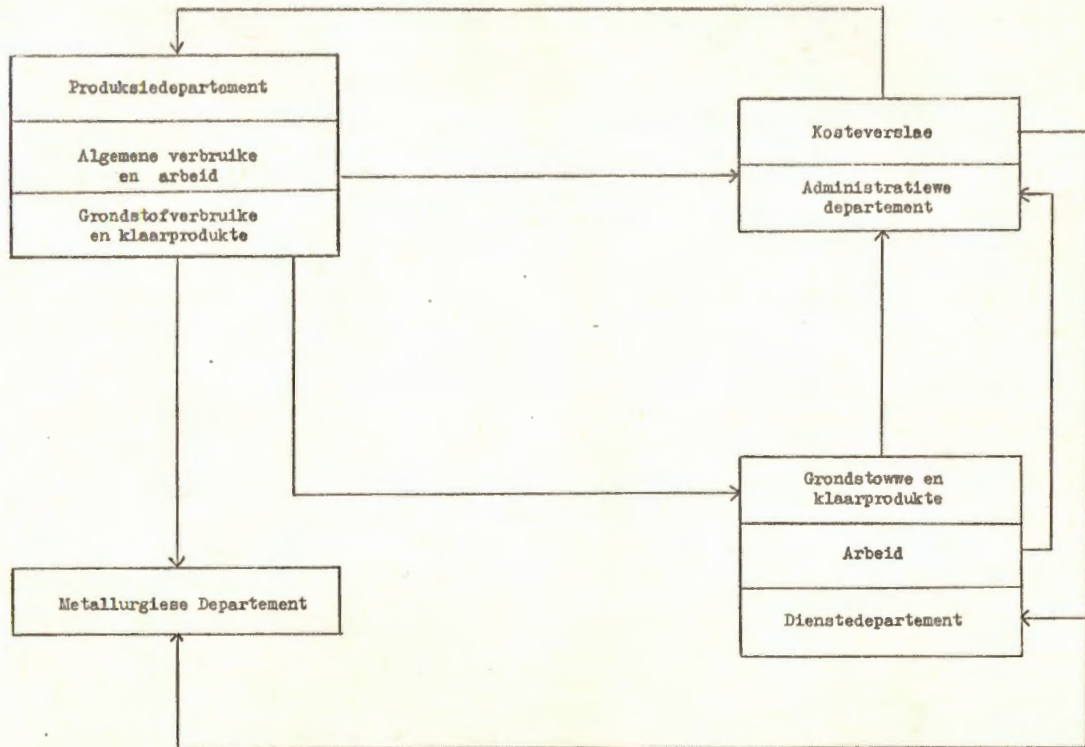 Produksiedepartement
Algemene verbruike
en arbeid
Grondstofverbruike
en klaarprodukte
Kosteverslae
Administratiewe
departement
Grondstowwe en
klaarprodukte
Arbeid
Dienstedepartement
Metallurgiese Departement